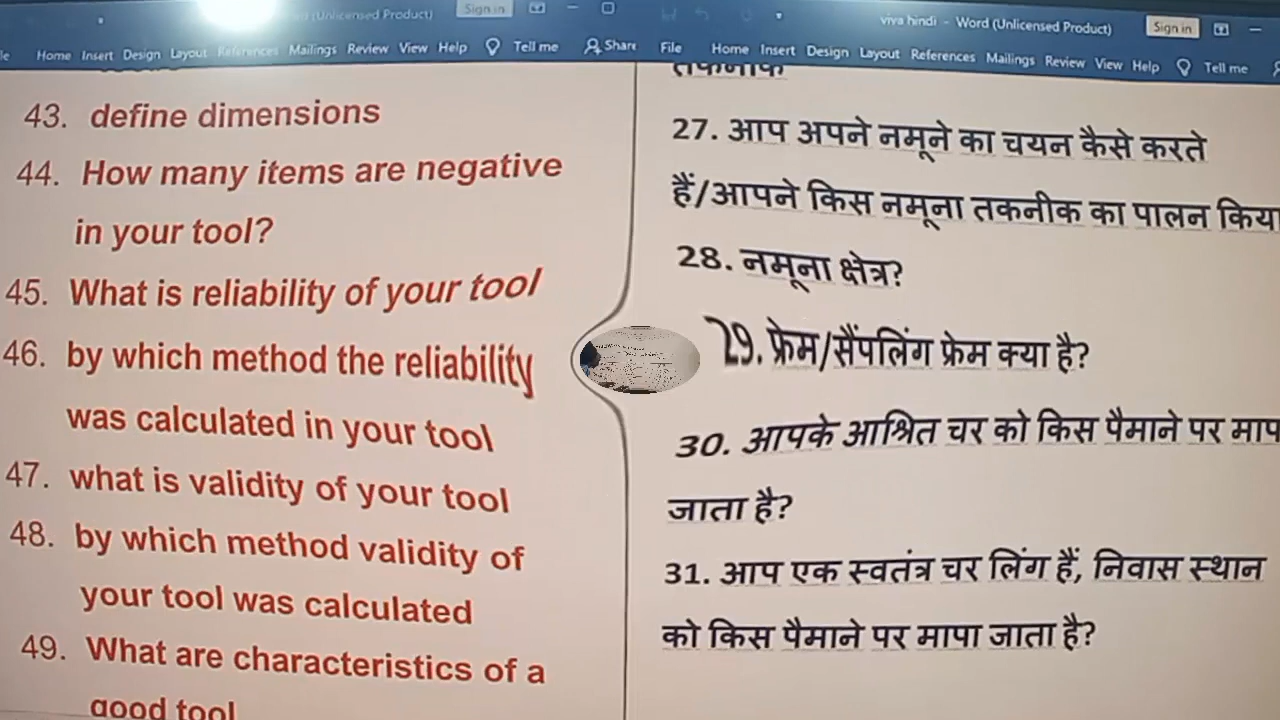 (Unlicensed Product) Sign in
Home Insert Design Layout References Mailings Review View Help Tell me Share
43. define dimensions
44. How many items are negative
in your tool?
45. What is reliability of your tool
46. by which method the reliability
was calculated in your tool
47. what is validity of your tool
48. by which method validity of
your tool was calculated
49. What are characteristics of a
good tool
viva hindi - Word (Unlicensed Product) Sign in
File Home Insert Design Layout References Mailings Review View Help Tell me
तकनीक
27. आप अपने नमूने का चयन कैसे करते
हैं/आपने किस नमूना तकनीक का पालन किया
28. नमूना क्षेत्र?
29. फ्रेम/सैंपलिंग फ्रेम क्या है?
30. आपके आश्रित चर को किस पैमाने पर माप
जाता है?
31. आप एक स्वतंत्र चर लिंग हैं, निवास स्थान
को किस पैमाने पर मापा जाता है?